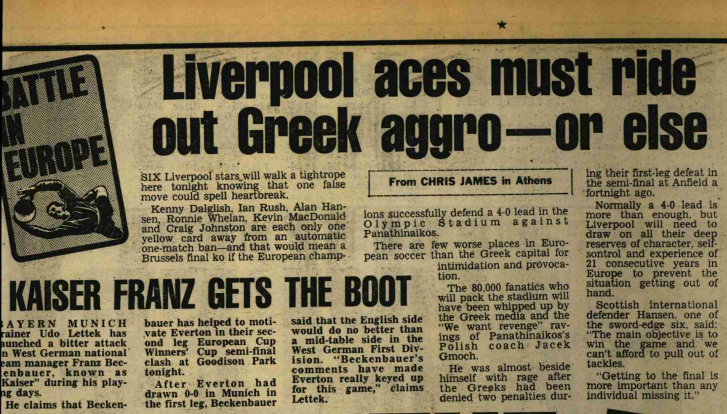 BATTLE
IN
EUROPE
Liverpool aces must ride
out Greek aggro—or else
SIX Liverpool stars will walk a tightrope
here tonight knowing that one false
move could spell heartbreak.
Kenny Dalglish, Ian Rush, Alan Han-
sen, Ronnie Whelan, Kevin MacDonald
and Craig Johnston are each only one
yellow card away from an automatic
one-match ban—and that would mean a
Brussels final ko if the European champ-
From CHRIS JAMES in Athens
ions successfully defend a 4-0 lead in the
Olympic Stadium against
Panathinaikos.
There are few worse places in Euro-
pean soccer than the Greek capital for
intimidation and provoca-
tion.
The 80,000 fanatics who
will pack the stadium will
have been whipped up by
the Greek media and the
"We want revenge" rav-
ings of Panathinaikos's
Polish coach Jacek
Gmoch.
He was almost beside
himself with rage after
the Greeks had been
denied two penalties dur-
ing their first-leg defeat in
the semi-final at Anfield a
fortnight ago.
Normally a 4-0 lead is
more than enough, but
Liverpool will need to
draw on all their deep
reserves of character, self-
sontrol and experience of
21 consecutive years in
Europe to prevent the
situation getting out of
hand.
Scottish international
defender Hansen, one of
the sword-edge six, said:
"The main objective is to
win the game and we
can't afford to pull out of
tackles.
"Getting to the final is
more important than any
individual missing it."
KAISER FRANZ GETS THE BOOT
BAYERN MUNICH
trainer Udo Lettek has
launched a bitter attack
on West German national
team manager Franz Bec-
kenbauer, known as
"Kaiser" during his play-
ing days.
He claims that Becken-
bauer has helped to moti-
vate Everton in their sec-
ond leg European Cup
Winners' Cup semi-final
clash at Goodison Park
tonight.
After Everton had
drawn 0-0 in Munich in
the first leg, Beckenbauer
said that the English side
would do no better than
a mid-table side in the
West German First Div-
ision. "Beckenbauer's
comments have made
Everton really keyed up
for this game," claims
Lettek.